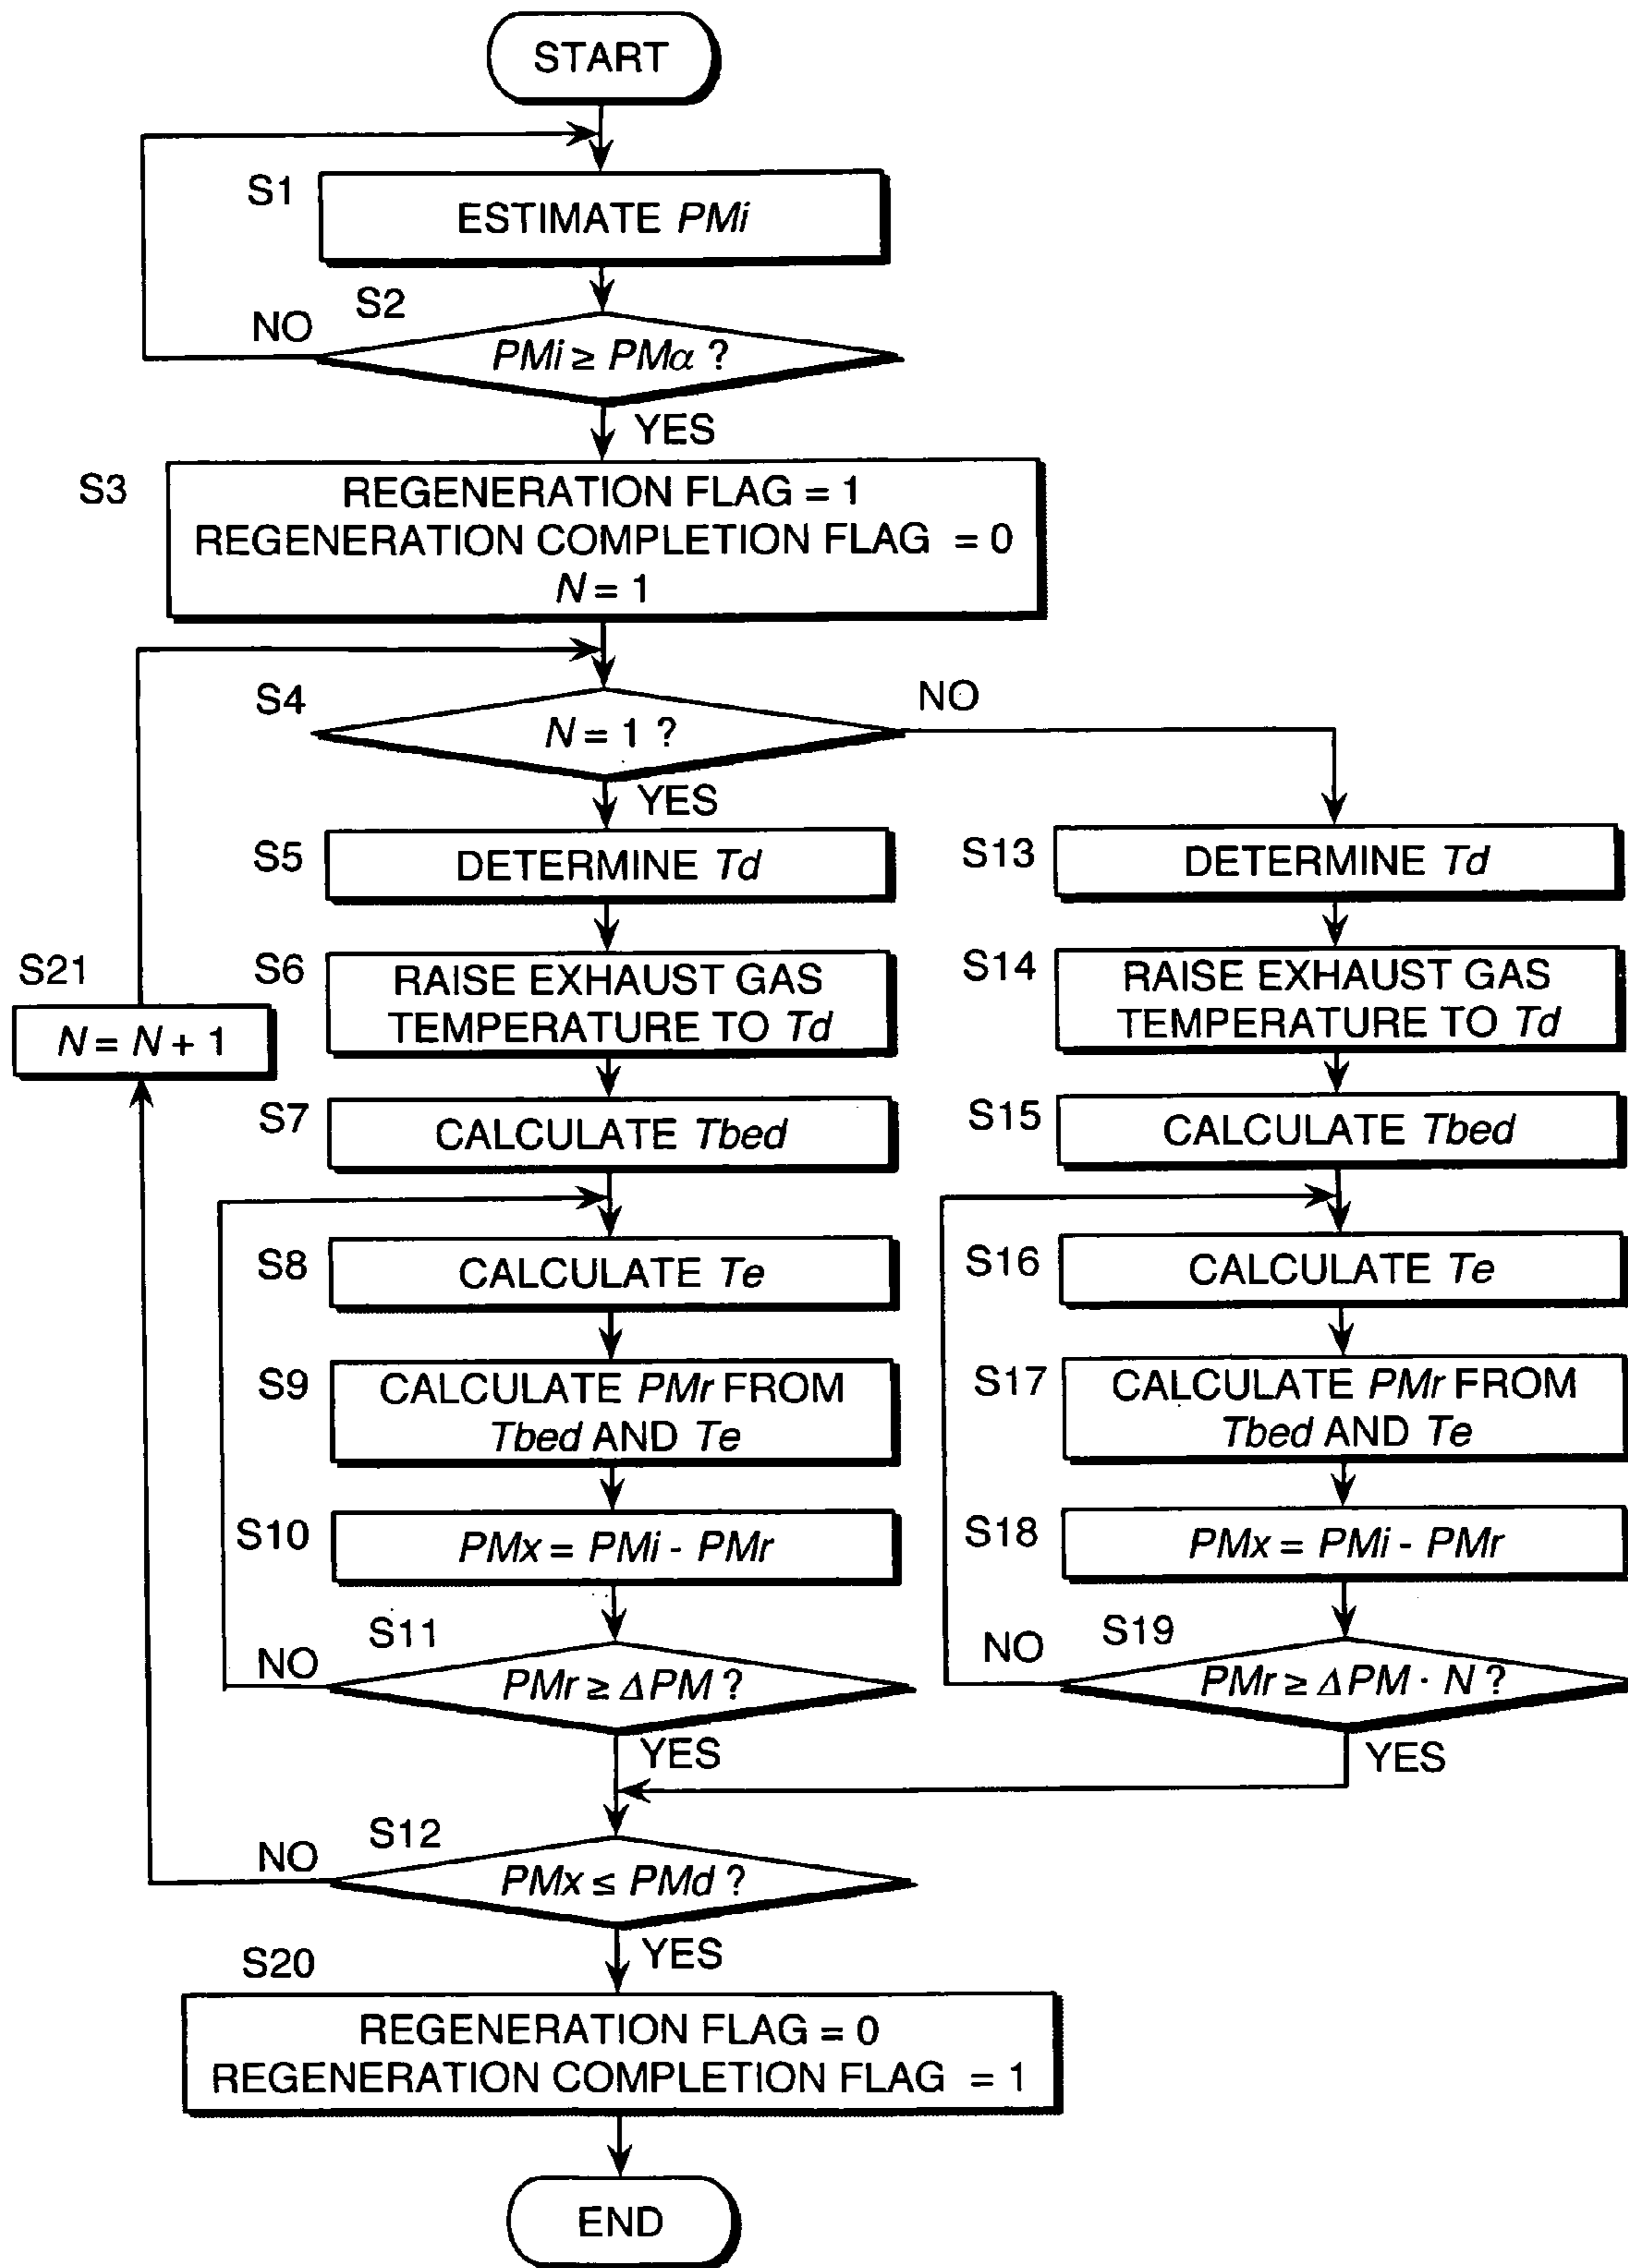 START
S1
ESTIMATE PMi
S2
NO
PMi ≥ PMα ?
YES
S3
REGENERATION FLAG = 1
REGENERATION COMPLETION FLAG = 0
N = 1
S4
N = 1 ?
NO
YES
S5
DETERMINE Td
S13
DETERMINE Td
S21
N = N + 1
S6
RAISE EXHAUST GAS
TEMPERATURE TO Td
S14
RAISE EXHAUST GAS
TEMPERATURE TO Td
S7
CALCULATE Tbed
S15
CALCULATE Tbed
S8
CALCULATE Te
S16
CALCULATE Te
S9
CALCULATE PMr FROM
Tbed AND Te
S17
CALCULATE PMr FROM
Tbed AND Te
S10
PMx = PMi - PMr
S18
PMx = PMi - PMr
S11
NO
PMr ≥ ΔPM ?
YES
S19
NO
PMr ≥ ΔPM · N ?
YES
S12
NO
PMx ≤ PMd ?
YES
S20
REGENERATION FLAG = 0
REGENERATION COMPLETION FLAG = 1
END